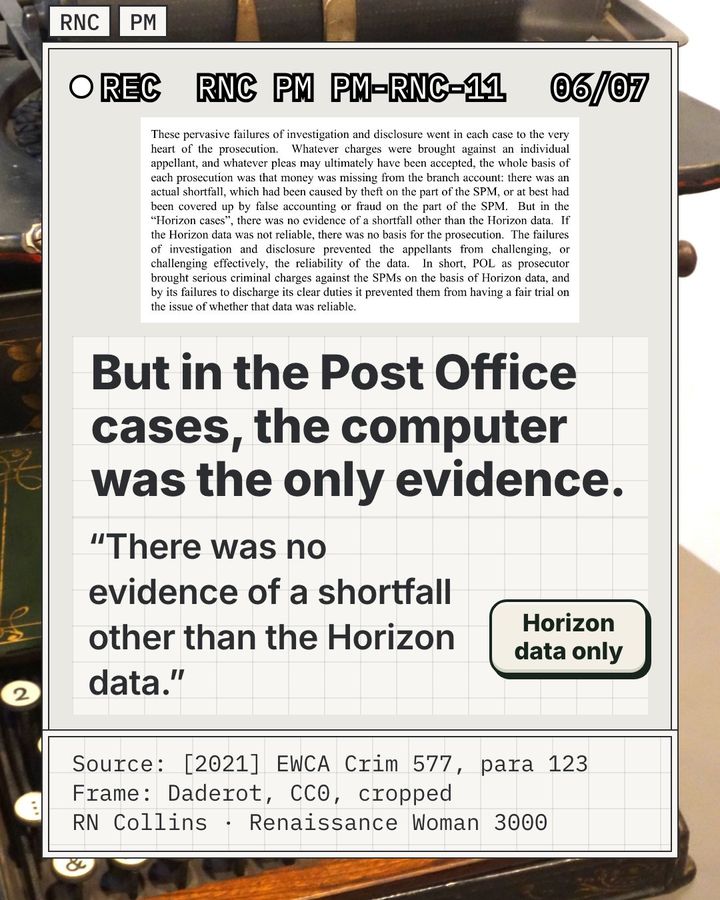 RNC PM
REC RNC PM PM-RNC-11 06/07
These pervasive failures of investigation and disclosure went in each case to the very
heart of the prosecution. Whatever charges were brought against an individual
appellant, and whatever pleas may ultimately have been accepted, the whole basis of
each prosecution was that money was missing from the branch account: there was an
actual shortfall, which had been caused by theft on the part of the SPM, or at best had
been covered up by false accounting or fraud on the part of the SPM. But in the
“Horizon cases”, there was no evidence of a shortfall other than the Horizon data. If
the Horizon data was not reliable, there was no basis for the prosecution. The failures
of investigation and disclosure prevented the appellants from challenging, or
challenging effectively, the reliability of the data. In short, POL as prosecutor
brought serious criminal charges against the SPMs on the basis of Horizon data, and
by its failures to discharge its clear duties it prevented them from having a fair trial on
the issue of whether that data was reliable.
But in the Post Office
cases, the computer
was the only evidence.
“There was no
evidence of a shortfall
other than the Horizon
data.”
Horizon
data only
Source: [2021] EWCA Crim 577, para 123
Frame: Daderot, CC0, cropped
RN Collins · Renaissance Woman 3000
2
&